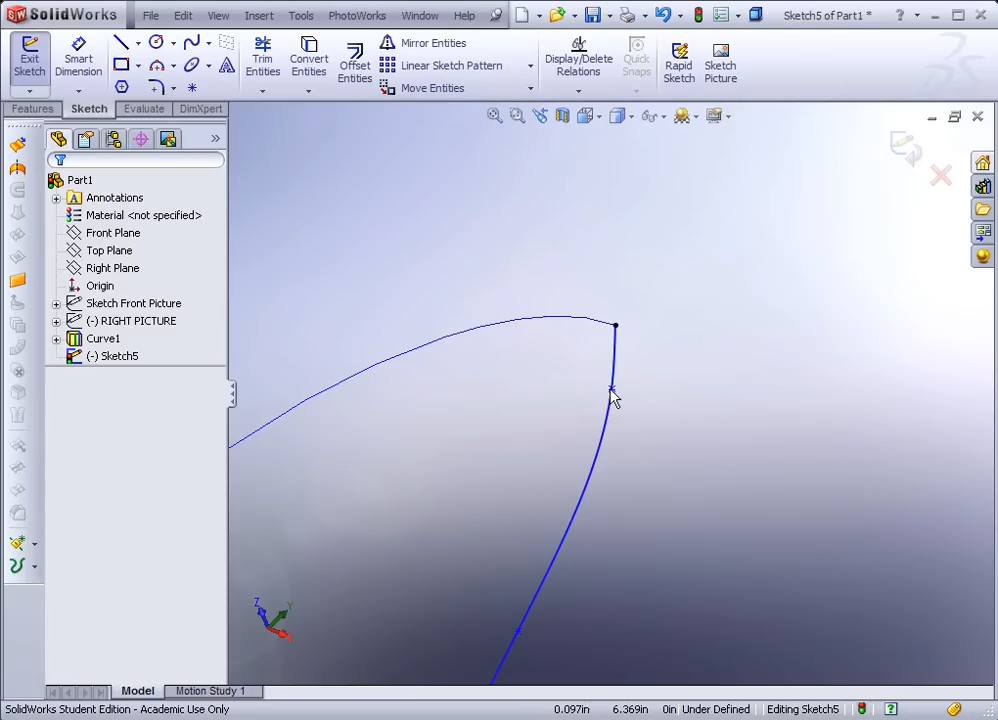 SolidWorks File Edit View Insert Tools PhotoWorks Window Help Sketch5 of Part1 *
Exit Sketch
Smart Dimension
Trim Entities
Convert Entities
Offset Entities
Mirror Entities
Linear Sketch Pattern
Move Entities
Display/Delete Relations
Quick Snaps
Rapid Sketch
Sketch Picture
Features Sketch Evaluate DimXpert
Part1
Annotations
Material <not specified>
Front Plane
Top Plane
Right Plane
Origin
Sketch Front Picture
(-) RIGHT PICTURE
Curve1
(-) Sketch5
Z Y X
Model Motion Study 1
SolidWorks Student Edition - Academic Use Only 0.097in 6.369in 0in Under Defined Editing Sketch5